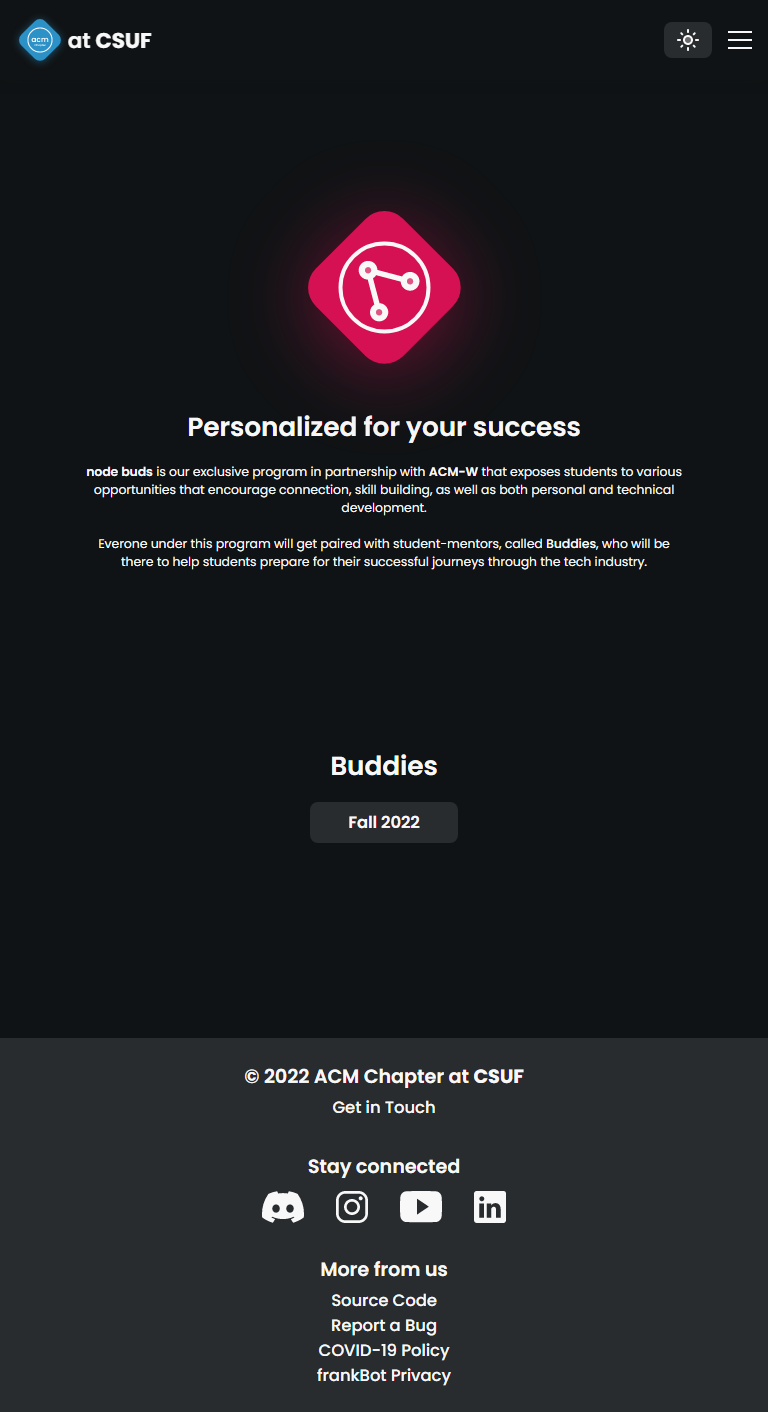 acm
at CSUF
Personalized for your success
node buds is our exclusive program in partnership with ACM-W that exposes students to various
opportunities that encourage connection, skill building, as well as both personal and technical
development.
Everone under this program will get paired with student-mentors, called Buddies, who will be
there to help students prepare for their successful journeys through the tech industry.
Buddies
Fall 2022
© 2022 ACM Chapter at CSUF
Get in Touch
Stay connected
in
More from us
Source Code
Report a Bug
COVID-19 Policy
frankBot Privacy